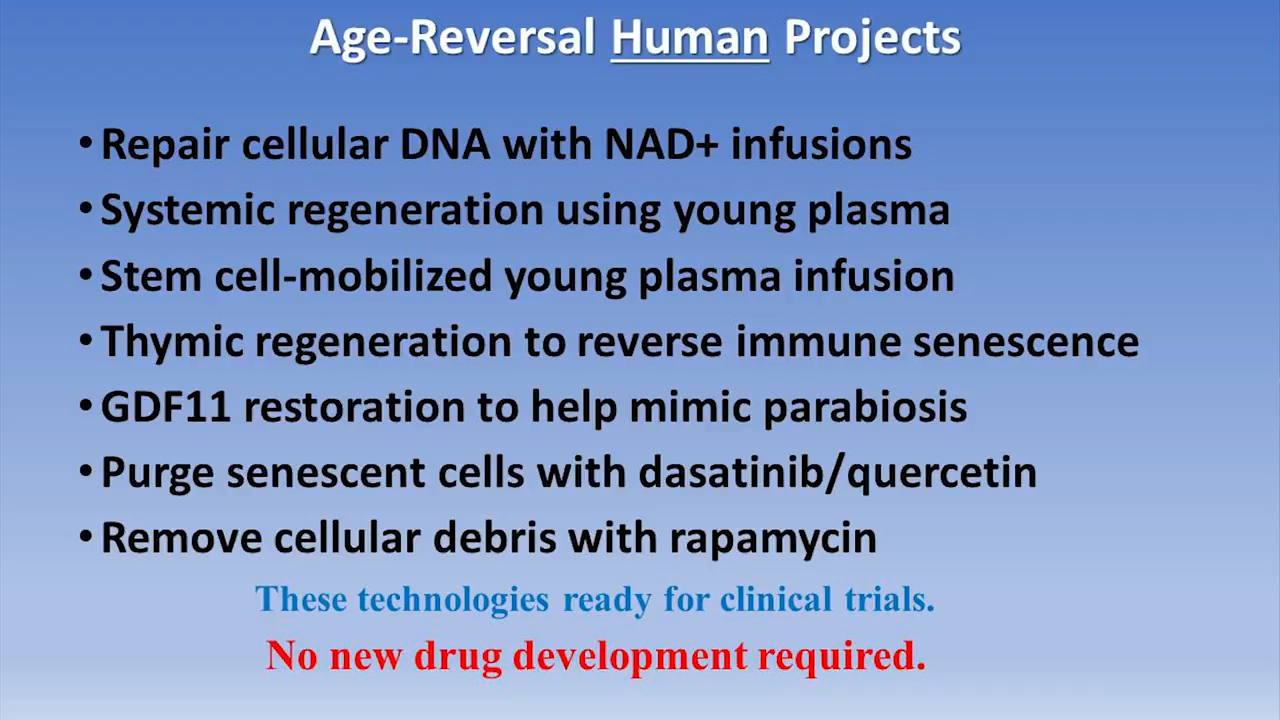 Age-Reversal Human Projects
• Repair cellular DNA with NAD+ infusions
• Systemic regeneration using young plasma
• Stem cell-mobilized young plasma infusion
• Thymic regeneration to reverse immune senescence
• GDF11 restoration to help mimic parabiosis
• Purge senescent cells with dasatinib/quercetin
• Remove cellular debris with rapamycin
These technologies ready for clinical trials.
No new drug development required.